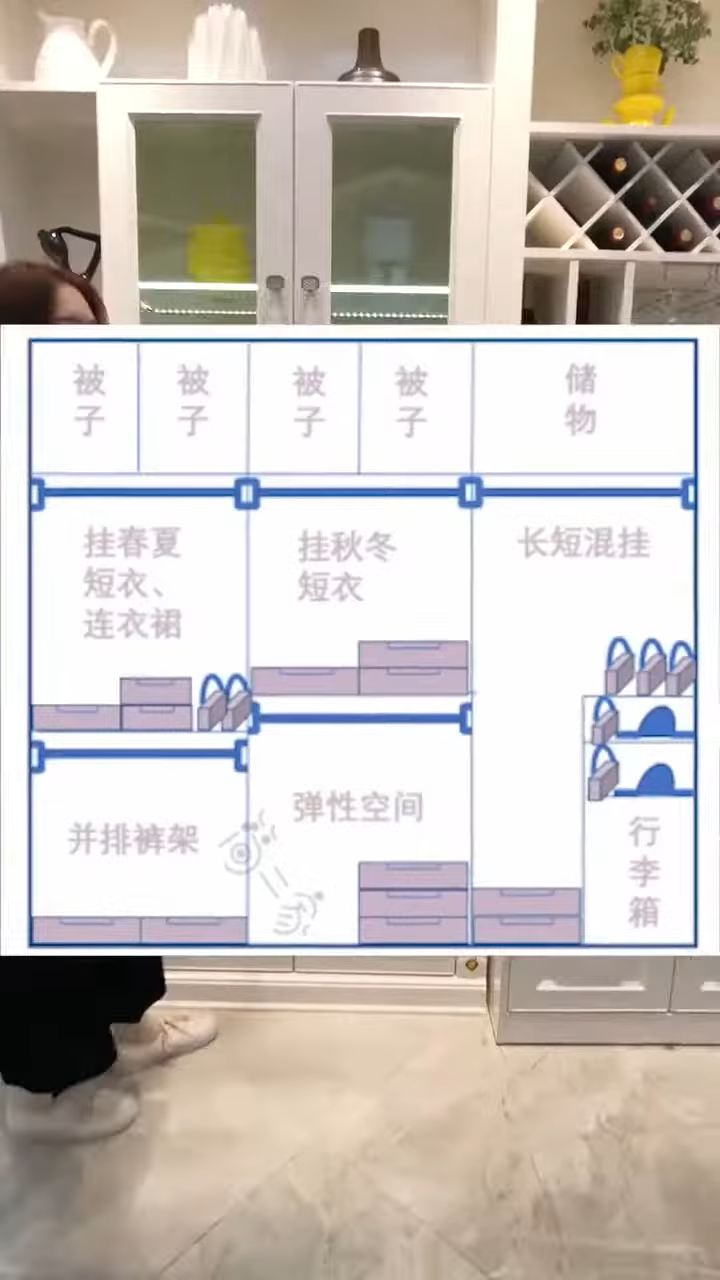 被子
被子
被子
被子
储物
挂春夏
短衣、
连衣裙
挂秋冬
短衣
长短混挂
并排裤架
弹性空间
行李箱